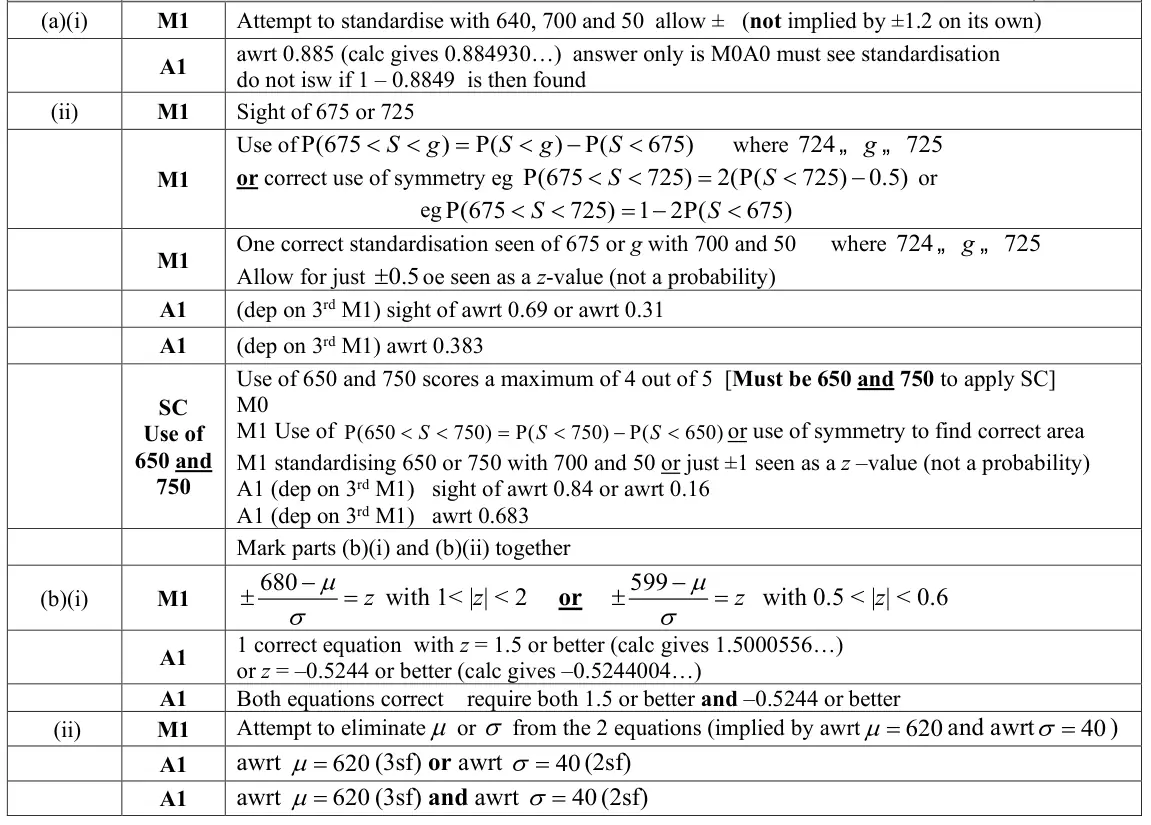 (a)(i) M1 Attempt to standardise with 640, 700 and 50 allow ± (not implied by ±1.2 on its own)
A1 awrt 0.885 (calc gives 0.884930…) answer only is M0A0 must see standardisation
do not isw if 1 – 0.8849 is then found
(ii) M1 Sight of 675 or 725
M1 Use of P(675 < S < g) = P(S < g) − P(S < 675) where 724 „ g „ 725
or correct use of symmetry eg P(675 < S < 725) = 2(P(S < 725) − 0.5) or
eg P(675 < S < 725) = 1 − 2P(S < 675)
M1 One correct standardisation seen of 675 or g with 700 and 50 where 724 „ g „ 725
Allow for just ±0.5 oe seen as a z-value (not a probability)
A1 (dep on 3rd M1) sight of awrt 0.69 or awrt 0.31
A1 (dep on 3rd M1) awrt 0.383
SC
Use of
650 and
750
Use of 650 and 750 scores a maximum of 4 out of 5 [Must be 650 and 750 to apply SC]
M0
M1 Use of P(650 < S < 750) = P(S < 750) − P(S < 650) or use of symmetry to find correct area
M1 standardising 650 or 750 with 700 and 50 or just ±1 seen as a z –value (not a probability)
A1 (dep on 3rd M1) sight of awrt 0.84 or awrt 0.16
A1 (dep on 3rd M1) awrt 0.683
Mark parts (b)(i) and (b)(ii) together
(b)(i) M1 ± (680 − μ)/σ = z with 1< |z| < 2 or ± (599 − μ)/σ = z with 0.5 < |z| < 0.6
A1 1 correct equation with z = 1.5 or better (calc gives 1.5000556…)
or z = –0.5244 or better (calc gives –0.5244004…)
A1 Both equations correct require both 1.5 or better and –0.5244 or better
(ii) M1 Attempt to eliminate μ or σ from the 2 equations (implied by awrt μ = 620 and awrt σ = 40 )
A1 awrt μ = 620 (3sf) or awrt σ = 40 (2sf)
A1 awrt μ = 620 (3sf) and awrt σ = 40 (2sf)